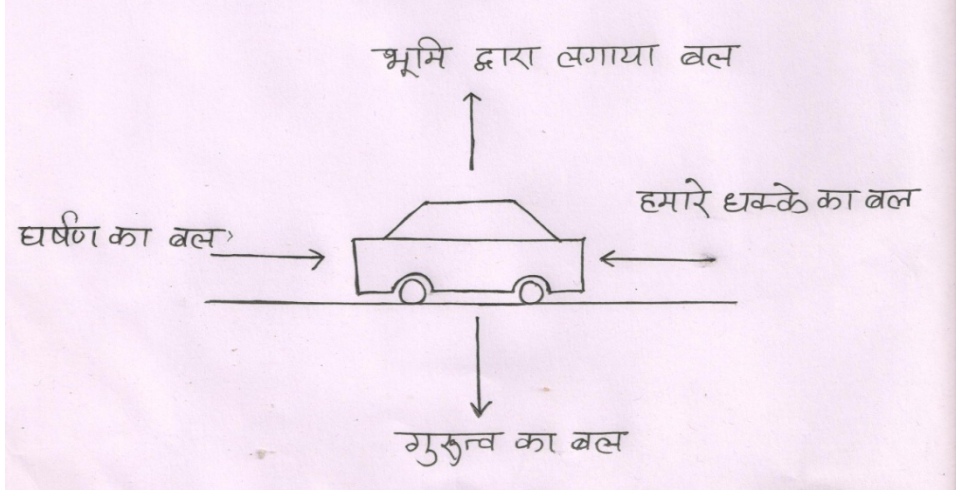 भूमि द्वारा लगाया बल
हमारे धक्के का बल
घर्षण का बल
गुरुत्व का बल